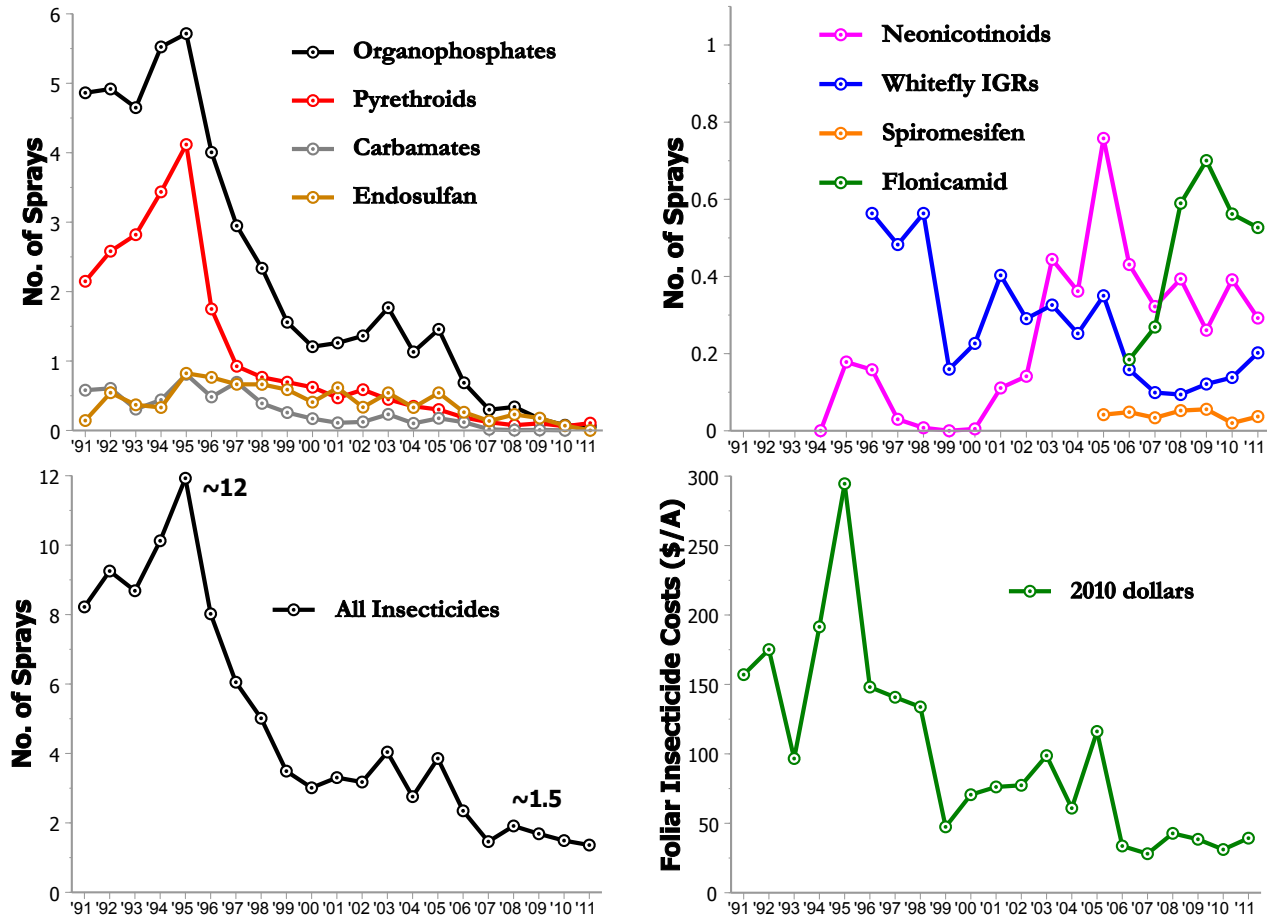 No. of Sprays
6
5
4
3
2
1
0
Organophosphates
Pyrethroids
Carbamates
Endosulfan
'91 '92 '93 '94 '95 '96 '97 '98 '99 '00 '01 '02 '03 '04 '05 '06 '07 '08 '09 '10 '11
No. of Sprays
1
0.8
0.6
0.4
0.2
0
Neonicotinoids
Whitefly IGRs
Spiromesifen
Flonicamid
'91 '92 '93 '94 '95 '96 '97 '98 '99 '00 '01 '02 '03 '04 '05 '06 '07 '08 '09 '10 '11
No. of Sprays
12
10
8
6
4
2
0
~12
All Insecticides
~1.5
'91 '92 '93 '94 '95 '96 '97 '98 '99 '00 '01 '02 '03 '04 '05 '06 '07 '08 '09 '10 '11
Foliar Insecticide Costs ($/A)
300
250
200
150
100
50
0
2010 dollars
'91 '92 '93 '94 '95 '96 '97 '98 '99 '00 '01 '02 '03 '04 '05 '06 '07 '08 '09 '10 '11